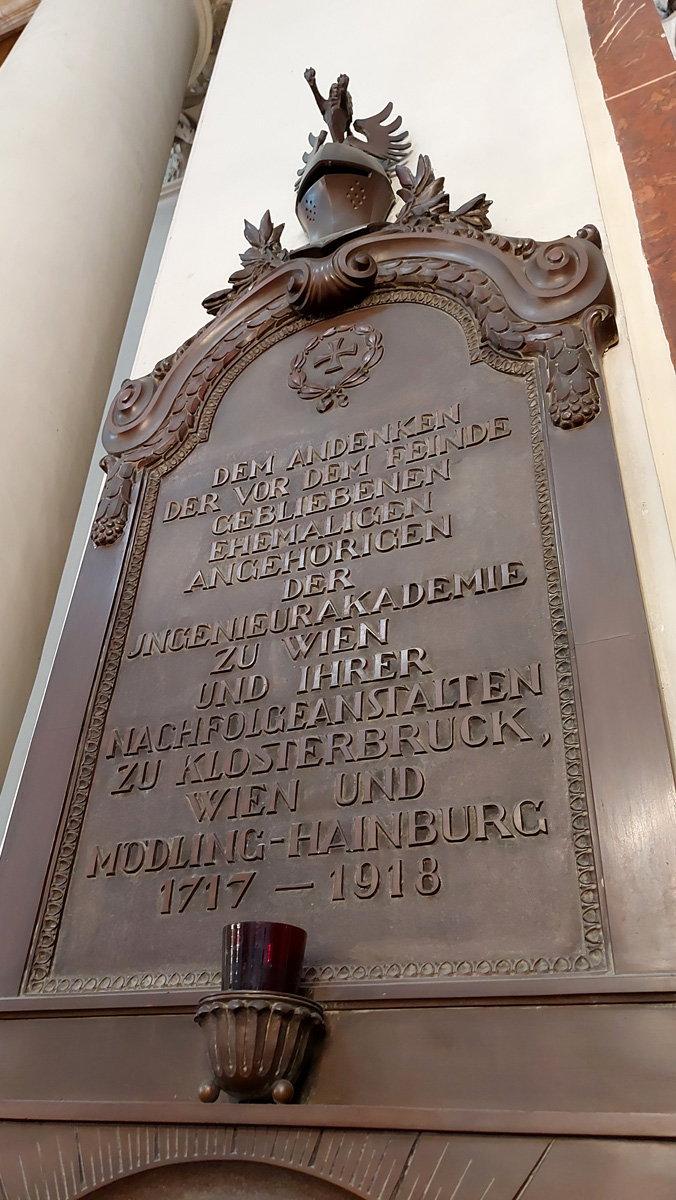 DEM ANDENKEN
DER VOR DEM FEINDE
GEBLIEBENEN
EHEMALIGEN
ANGEHÖRIGEN
DER
JNGENIEURAKADEMIE
ZU WIEN
UND IHRER
NACHFOLGEANSTALTEN
ZU KLOSTERBRUCK,
WIEN UND
MÖDLING-HAINBURG
1717 – 1918